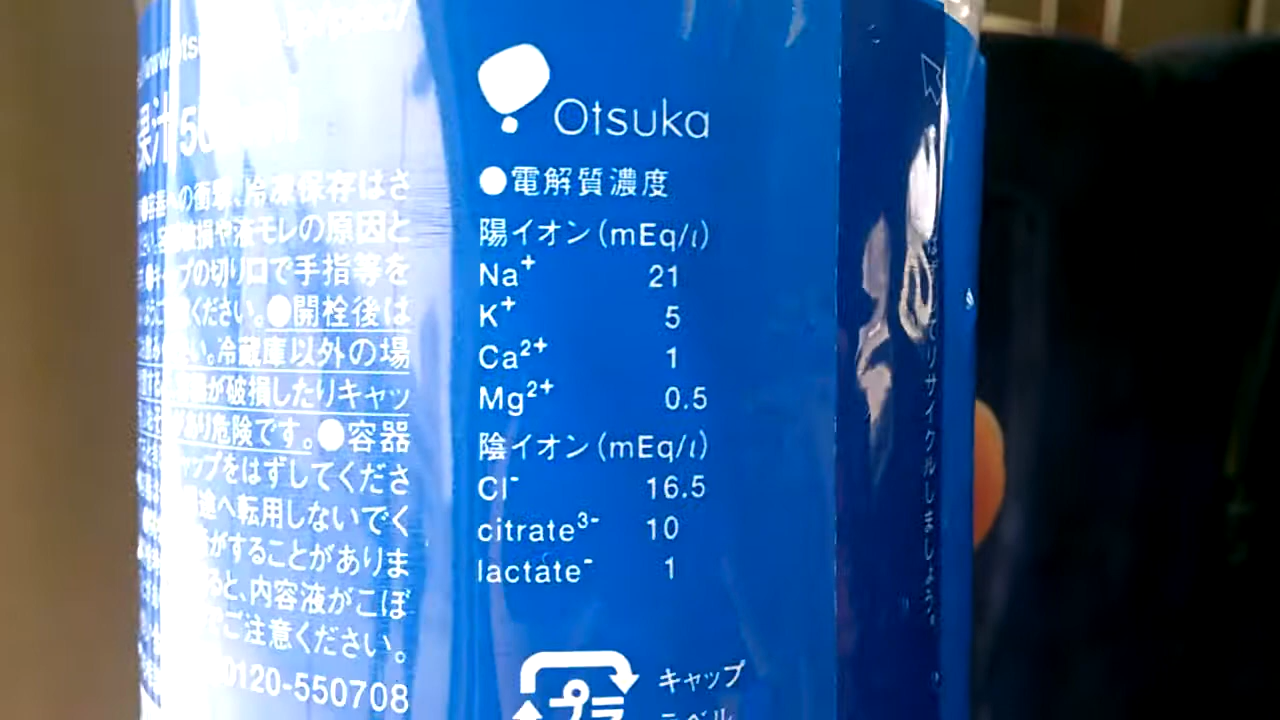 果汁
の衝撃、冷凍保存はさ
破損や液モレの原因と
プの切り口で手指等を
ください。●開栓後は
い。冷蔵庫以外の場
が破損したりキャッ
あり危険です。●容器
ャップをはずしてくださ
へ転用しないでく
がすることがありま
ると、内容液がこぼ
ご注意ください。
0120-550708
Otsuka
●電解質濃度
陽イオン(mEq/l)
Na⁺ 21
K⁺ 5
Ca²⁺ 1
Mg²⁺ 0.5
陰イオン(mEq/l)
Cl⁻ 16.5
citrate³⁻ 10
lactate⁻ 1
プラ
キャップ
ラベル
てリサイクルしましょう。